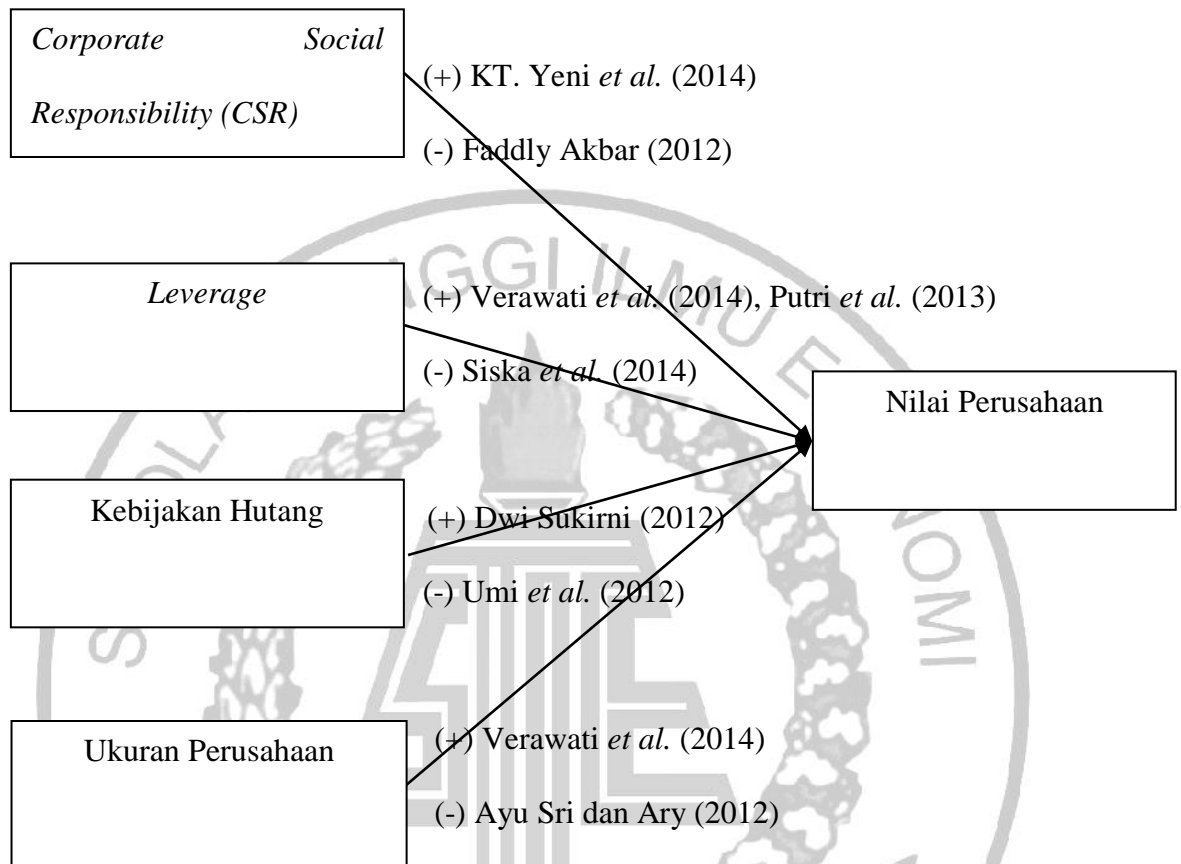 Corporate Social
Responsibility (CSR)
(+) KT. Yeni et al. (2014)
(-) Faddly Akbar (2012)
Leverage
(+) Verawati et al. (2014), Putri et al. (2013)
(-) Siska et al. (2014)
Nilai Perusahaan
Kebijakan Hutang
(+) Dwi Sukirni (2012)
(-) Umi et al. (2012)
Ukuran Perusahaan
(+) Verawati et al. (2014)
(-) Ayu Sri dan Ary (2012)